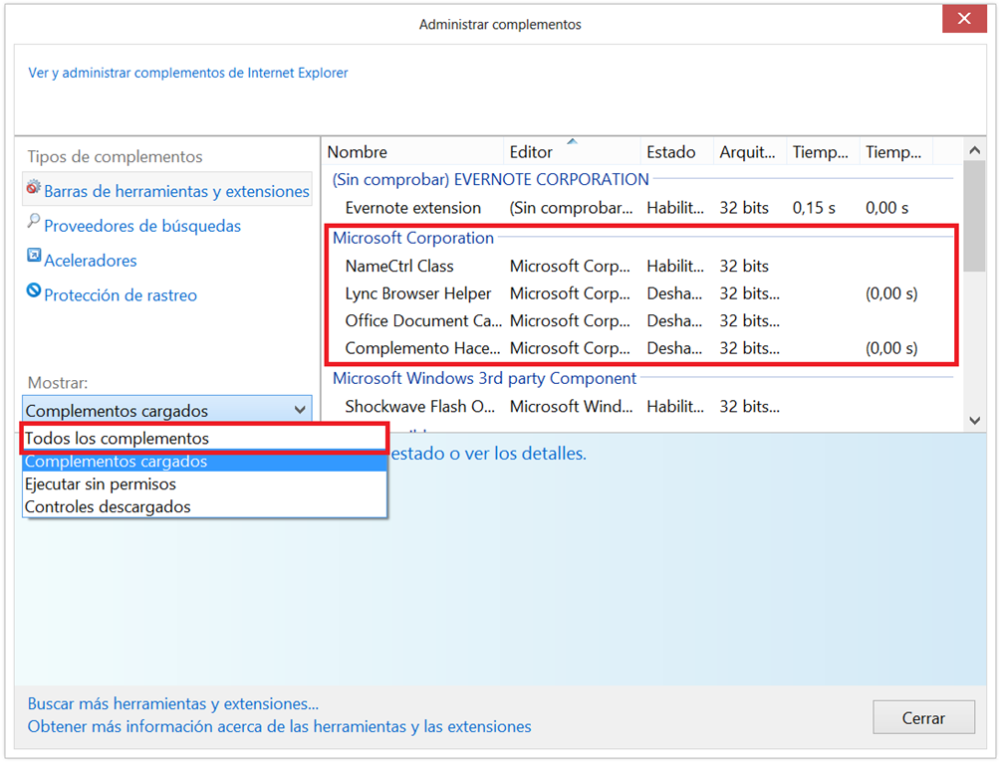 Administrar complementos
Ver y administrar complementos de Internet Explorer
Tipos de complementos
Barras de herramientas y extensiones
Proveedores de búsquedas
Aceleradores
Protección de rastreo
Mostrar:
Complementos cargados
Todos los complementos
Complementos cargados
Ejecutar sin permisos
Controles descargados
Nombre Editor Estado Arquit... Tiemp... Tiemp...
(Sin comprobar) EVERNOTE CORPORATION
Evernote extension (Sin comprobar... Habilit... 32 bits 0,15 s 0,00 s
Microsoft Corporation
NameCtrl Class Microsoft Corp... Habilit... 32 bits
Lync Browser Helper Microsoft Corp... Desha... 32 bits... (0,00 s)
Office Document Ca... Microsoft Corp... Desha... 32 bits...
Complemento Hace... Microsoft Corp... Desha... 32 bits... (0,00 s)
Microsoft Windows 3rd party Component
Shockwave Flash O... Microsoft Wind... Habilit... 32 bits...
estado o ver los detalles.
Buscar más herramientas y extensiones...
Obtener más información acerca de las herramientas y las extensiones
Cerrar